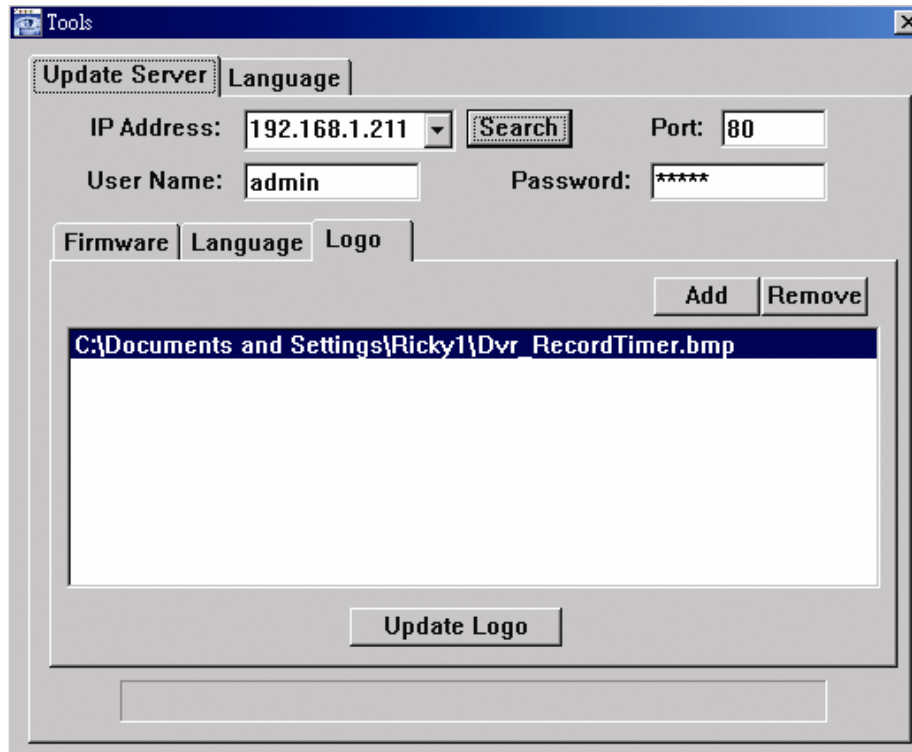 Tools
Update Server Language
IP Address: 192.168.1.211 Search Port: 80
User Name: admin Password: *****
Firmware Language Logo
Add Remove
C:\Documents and Settings\Ricky1\Dvr_RecordTimer.bmp
Update Logo